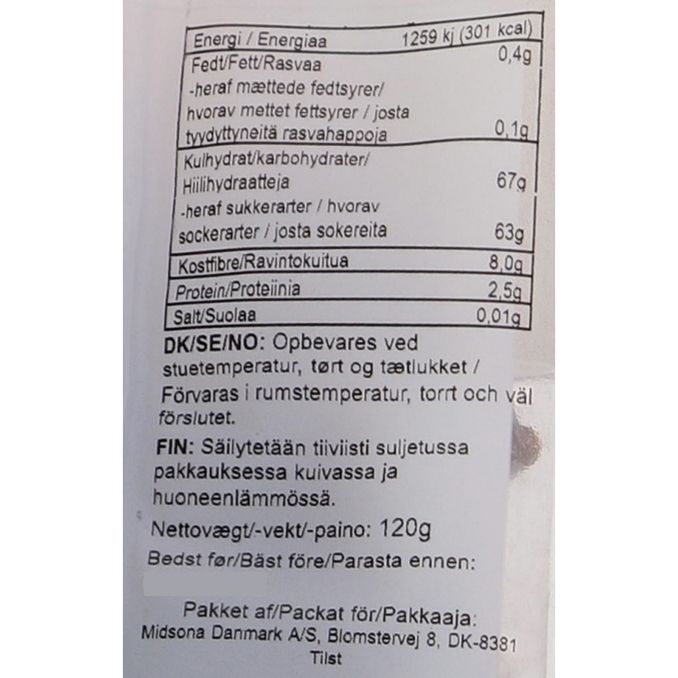 Energi / Energiaa 1259 kj (301 kcal)
Fedt/Fett/Rasvaa 0,4g
-heraf mættede fedtsyrer/
hvorav mettet fettsyrer / josta
tyydyttyneitä rasvahappoja 0,1g
Kulhydrat/karbohydrater/
Hiilihydraatteja 67g
-heraf sukkerarter / hvorav
sockerarter / josta sokereita 63g
Kostfibre/Ravintokuitua 8,0g
Protein/Proteiinia 2,5g
Salt/Suolaa 0,01g
DK/SE/NO: Opbevares ved
stuetemperatur, tørt og tætlukket /
Förvaras i rumstemperatur, torrt och väl
förslutet.
FIN: Säilytetään tiiviisti suljetussa
pakkauksessa kuivassa ja
huoneenlämmössä.
Nettovægt/-vekt/-paino: 120g
Bedst før/Bäst före/Parasta ennen:
Pakket af/Packat för/Pakkaaja:
Midsona Danmark A/S, Blomstervej 8, DK-8381
Tilst